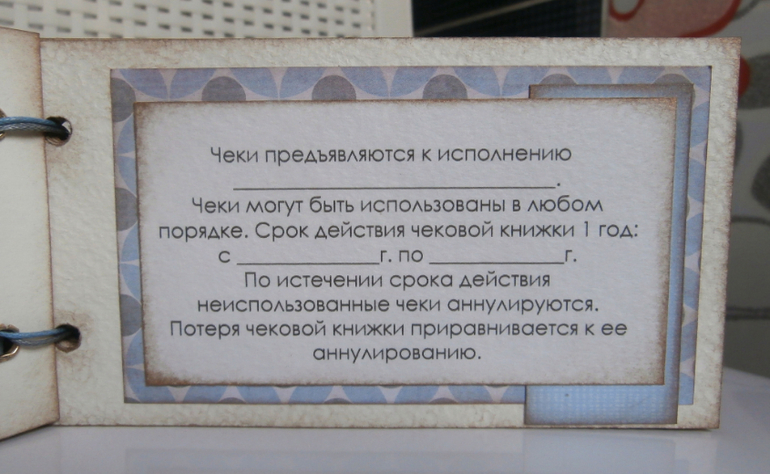 Чеки предъявляются к исполнению
______________________________.
Чеки могут быть использованы в любом
порядке. Срок действия чековой книжки 1 год:
с _____________г. по ____________г.
По истечении срока действия
неиспользованные чеки аннулируются.
Потеря чековой книжки приравнивается к ее
аннулированию.